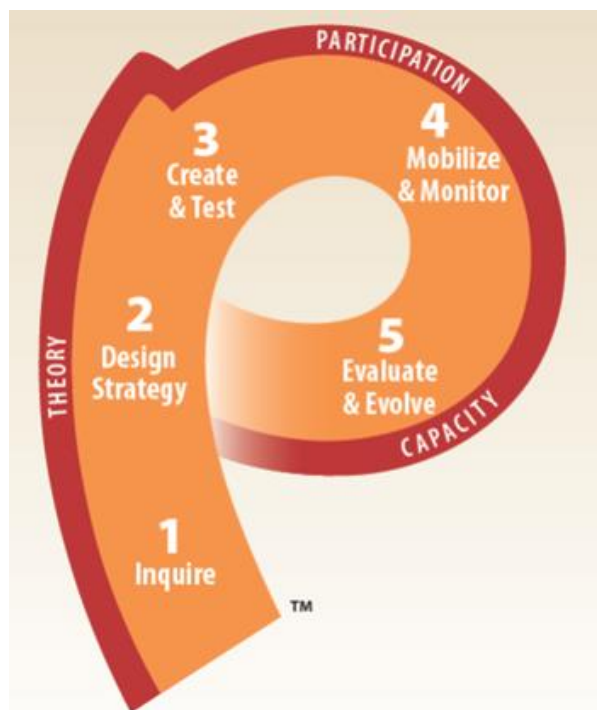 PARTICIPATION
3
Create
& Test
4
Mobilize
& Monitor
THEORY
2
Design
Strategy
5
Evaluate
& Evolve
CAPACITY
1
Inquire
TM